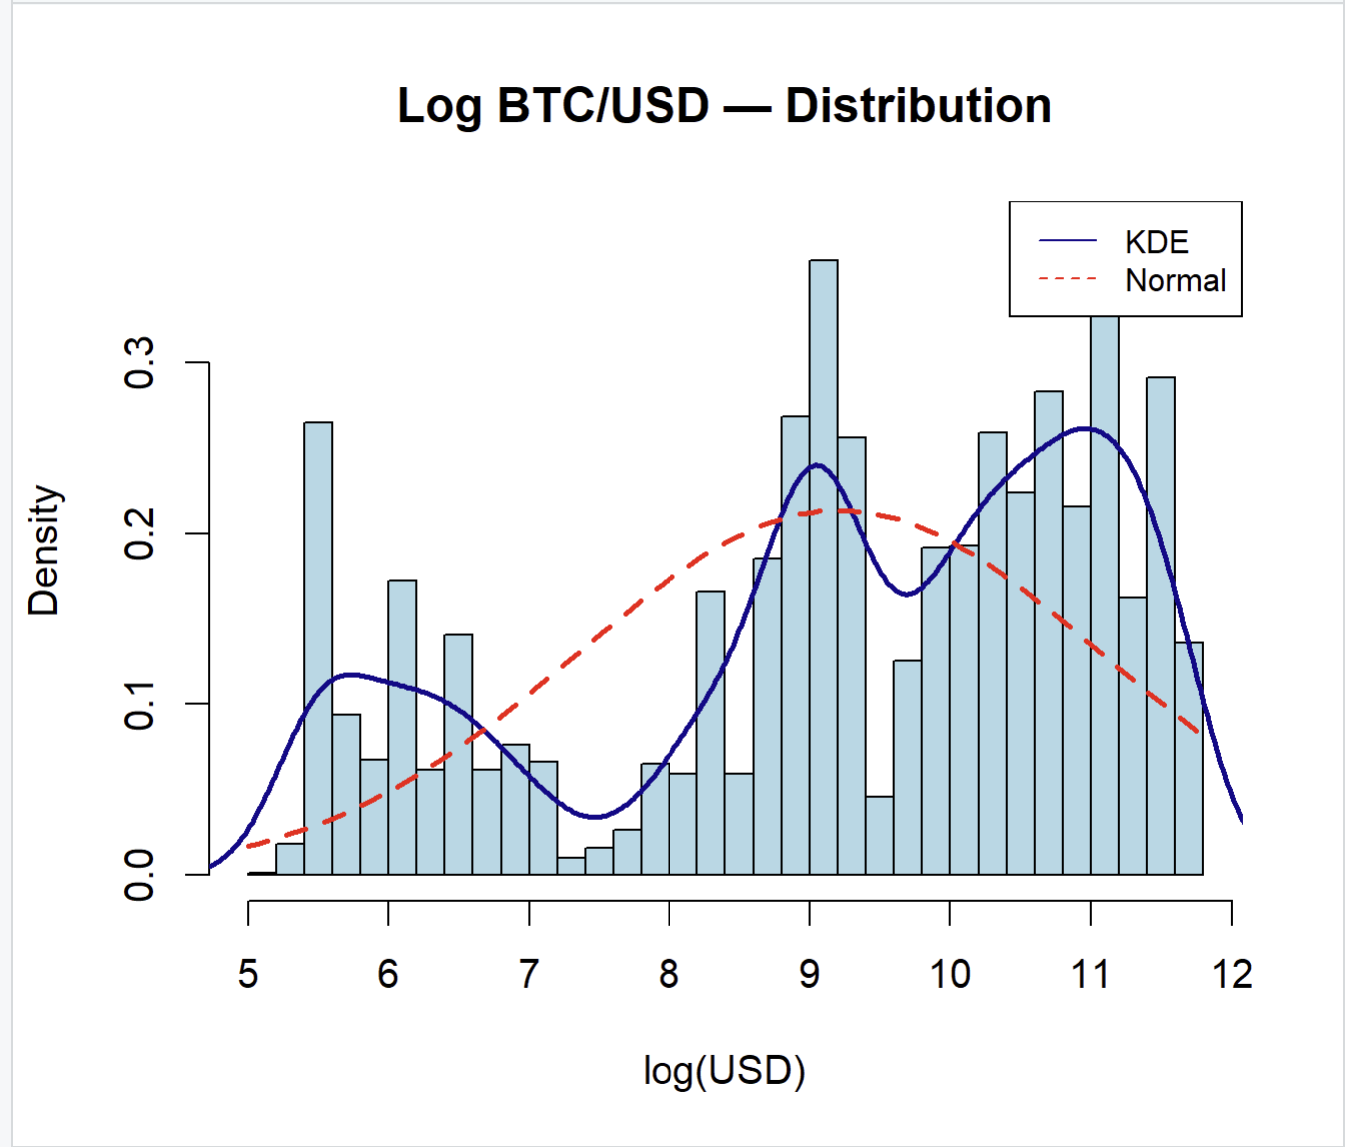 Log BTC/USD — Distribution
KDE
Normal
0.3
0.2
0.1
0.0
Density
5 6 7 8 9 10 11 12
log(USD)